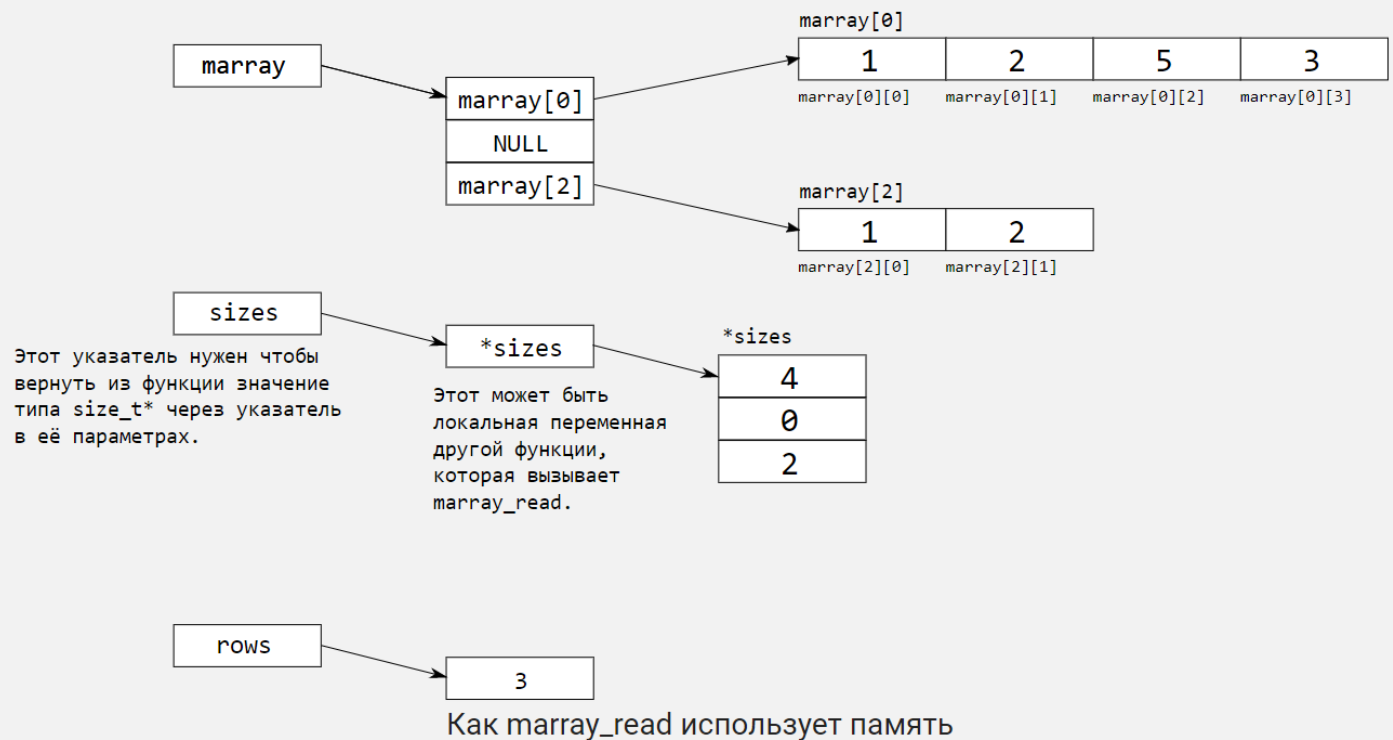 marray
marray[0]
NULL
marray[2]
marray[0]
1 2 5 3
marray[0][0] marray[0][1] marray[0][2] marray[0][3]
marray[2]
1 2
marray[2][0] marray[2][1]
sizes
Этот указатель нужен чтобы
вернуть из функции значение
типа size_t* через указатель
в её параметрах.
*sizes
Этот может быть
локальная переменная
другой функции,
которая вызывает
marray_read.
*sizes
4
0
2
rows
3
Как marray_read использует память